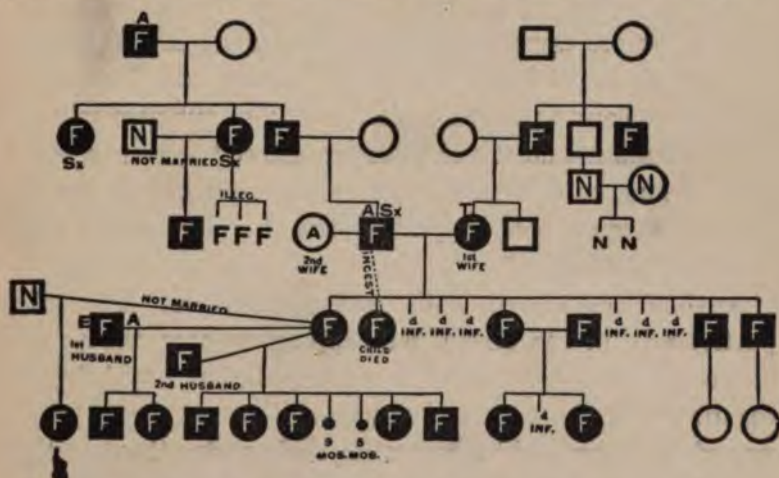 A
F
F F F F F
N
Sx NOT MARRIED Sx
N N
ILLEG.
A Sx T
F F F F
N N
A F F
2nd WIFE
1st WIFE
INCEST
N
NOT MARRIED
E A
F
F F d d d F F d d d F F
INF. INF. INF. INF. INF. INF.
1st HUSBAND
CHILD DIED
F
2nd HUSBAND
F F F F F F F F F d F
INF.
9 5
MOS. MOS.